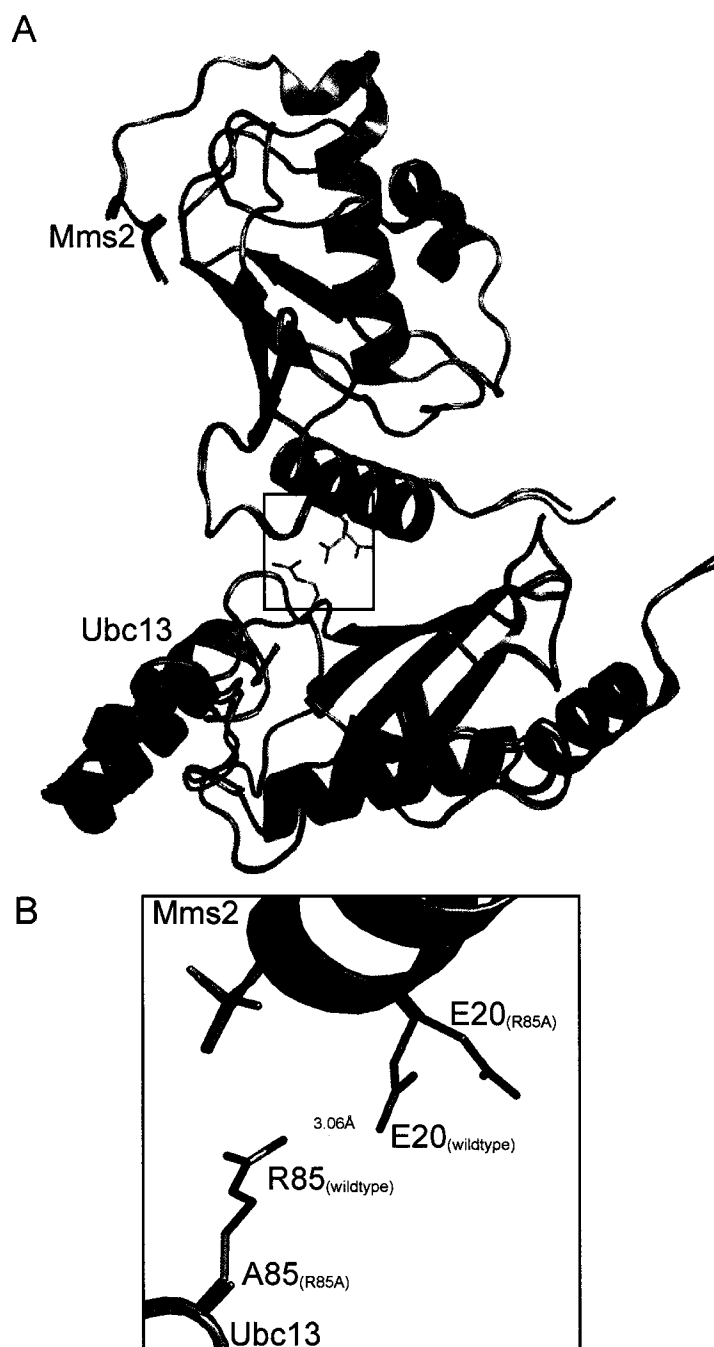 A
Mms2
Ubc13
B
Mms2
E20(R85A)
3.06Å
E20(wildtype)
R85(wildtype)
A85(R85A)
Ubc13